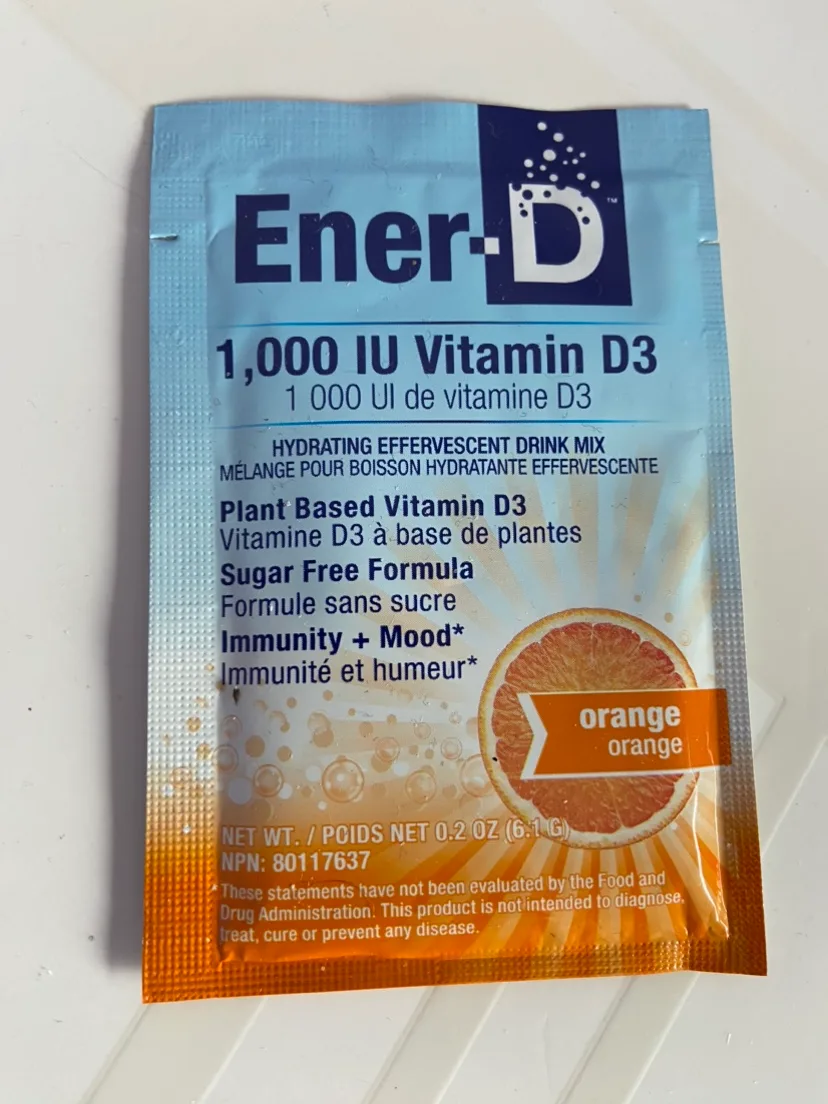 Ener-D™
1,000 IU Vitamin D3
1 000 UI de vitamine D3
HYDRATING EFFERVESCENT DRINK MIX
MÉLANGE POUR BOISSON HYDRATANTE EFFERVESCENTE
Plant Based Vitamin D3
Vitamine D3 à base de plantes
Sugar Free Formula
Formule sans sucre
Immunity + Mood*
Immunité et humeur*
orange
orange
NET WT. / POIDS NET 0.2 OZ (6.1 G)
NPN: 80117637
*These statements have not been evaluated by the Food and
Drug Administration. This product is not intended to diagnose,
treat, cure or prevent any disease.